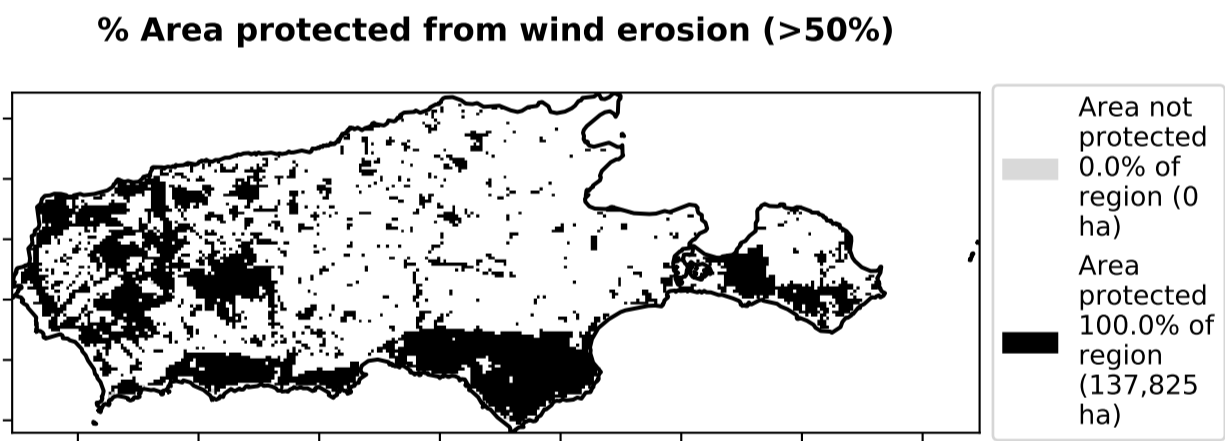 % Area protected from wind erosion (>50%)
Area not
protected
0.0% of
region (0
ha)
Area
protected
100.0% of
region
(137,825
ha)